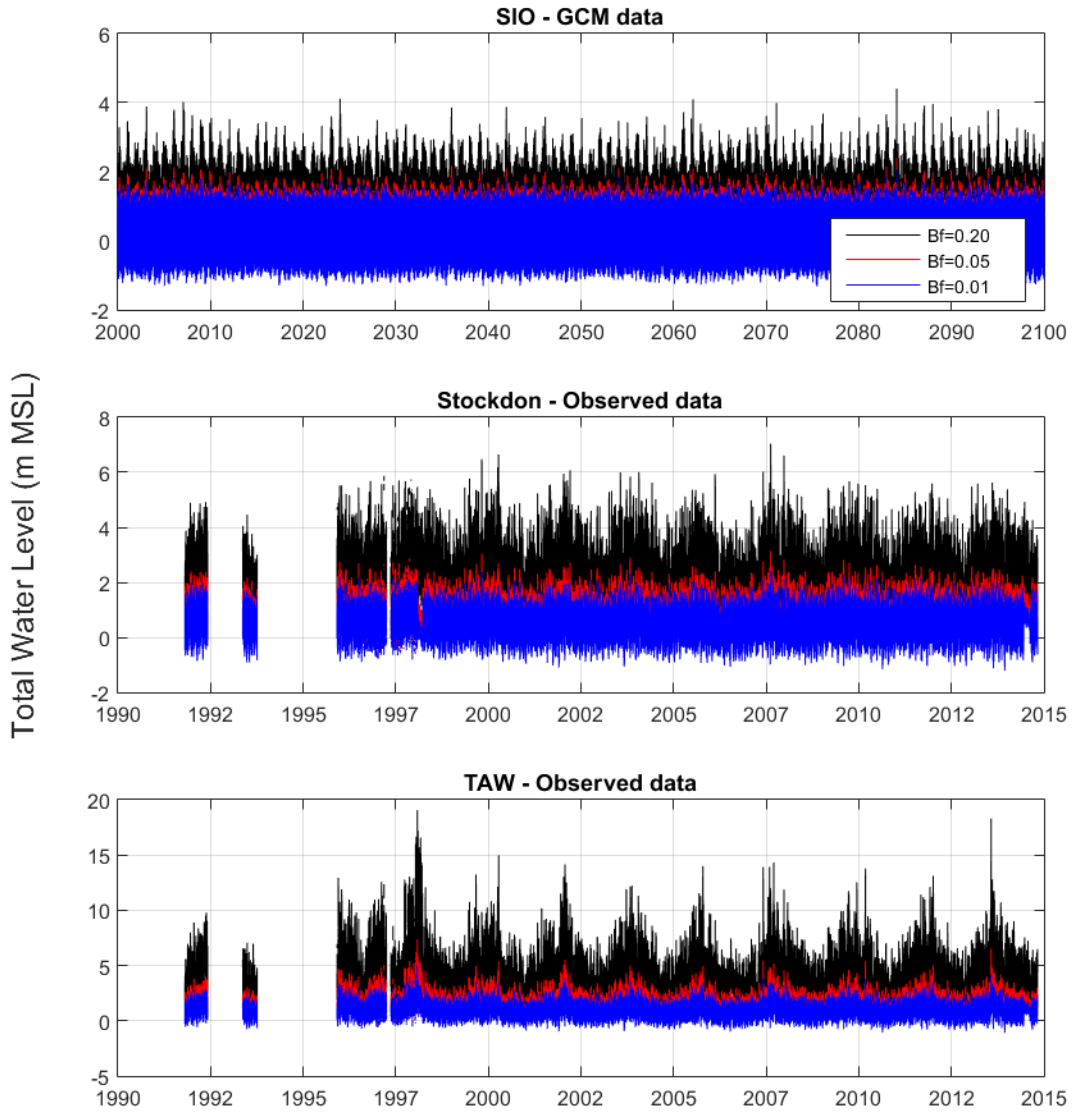 SIO - GCM data
6
4
2
0
-2
2000 2010 2020 2030 2040 2050 2060 2070 2080 2090 2100
Bf=0.20
Bf=0.05
Bf=0.01
Total Water Level (m MSL)
Stockdon - Observed data
8
6
4
2
0
-2
1990 1992 1995 1997 2000 2002 2005 2007 2010 2012 2015
TAW - Observed data
20
15
10
5
0
-5
1990 1992 1995 1997 2000 2002 2005 2007 2010 2012 2015